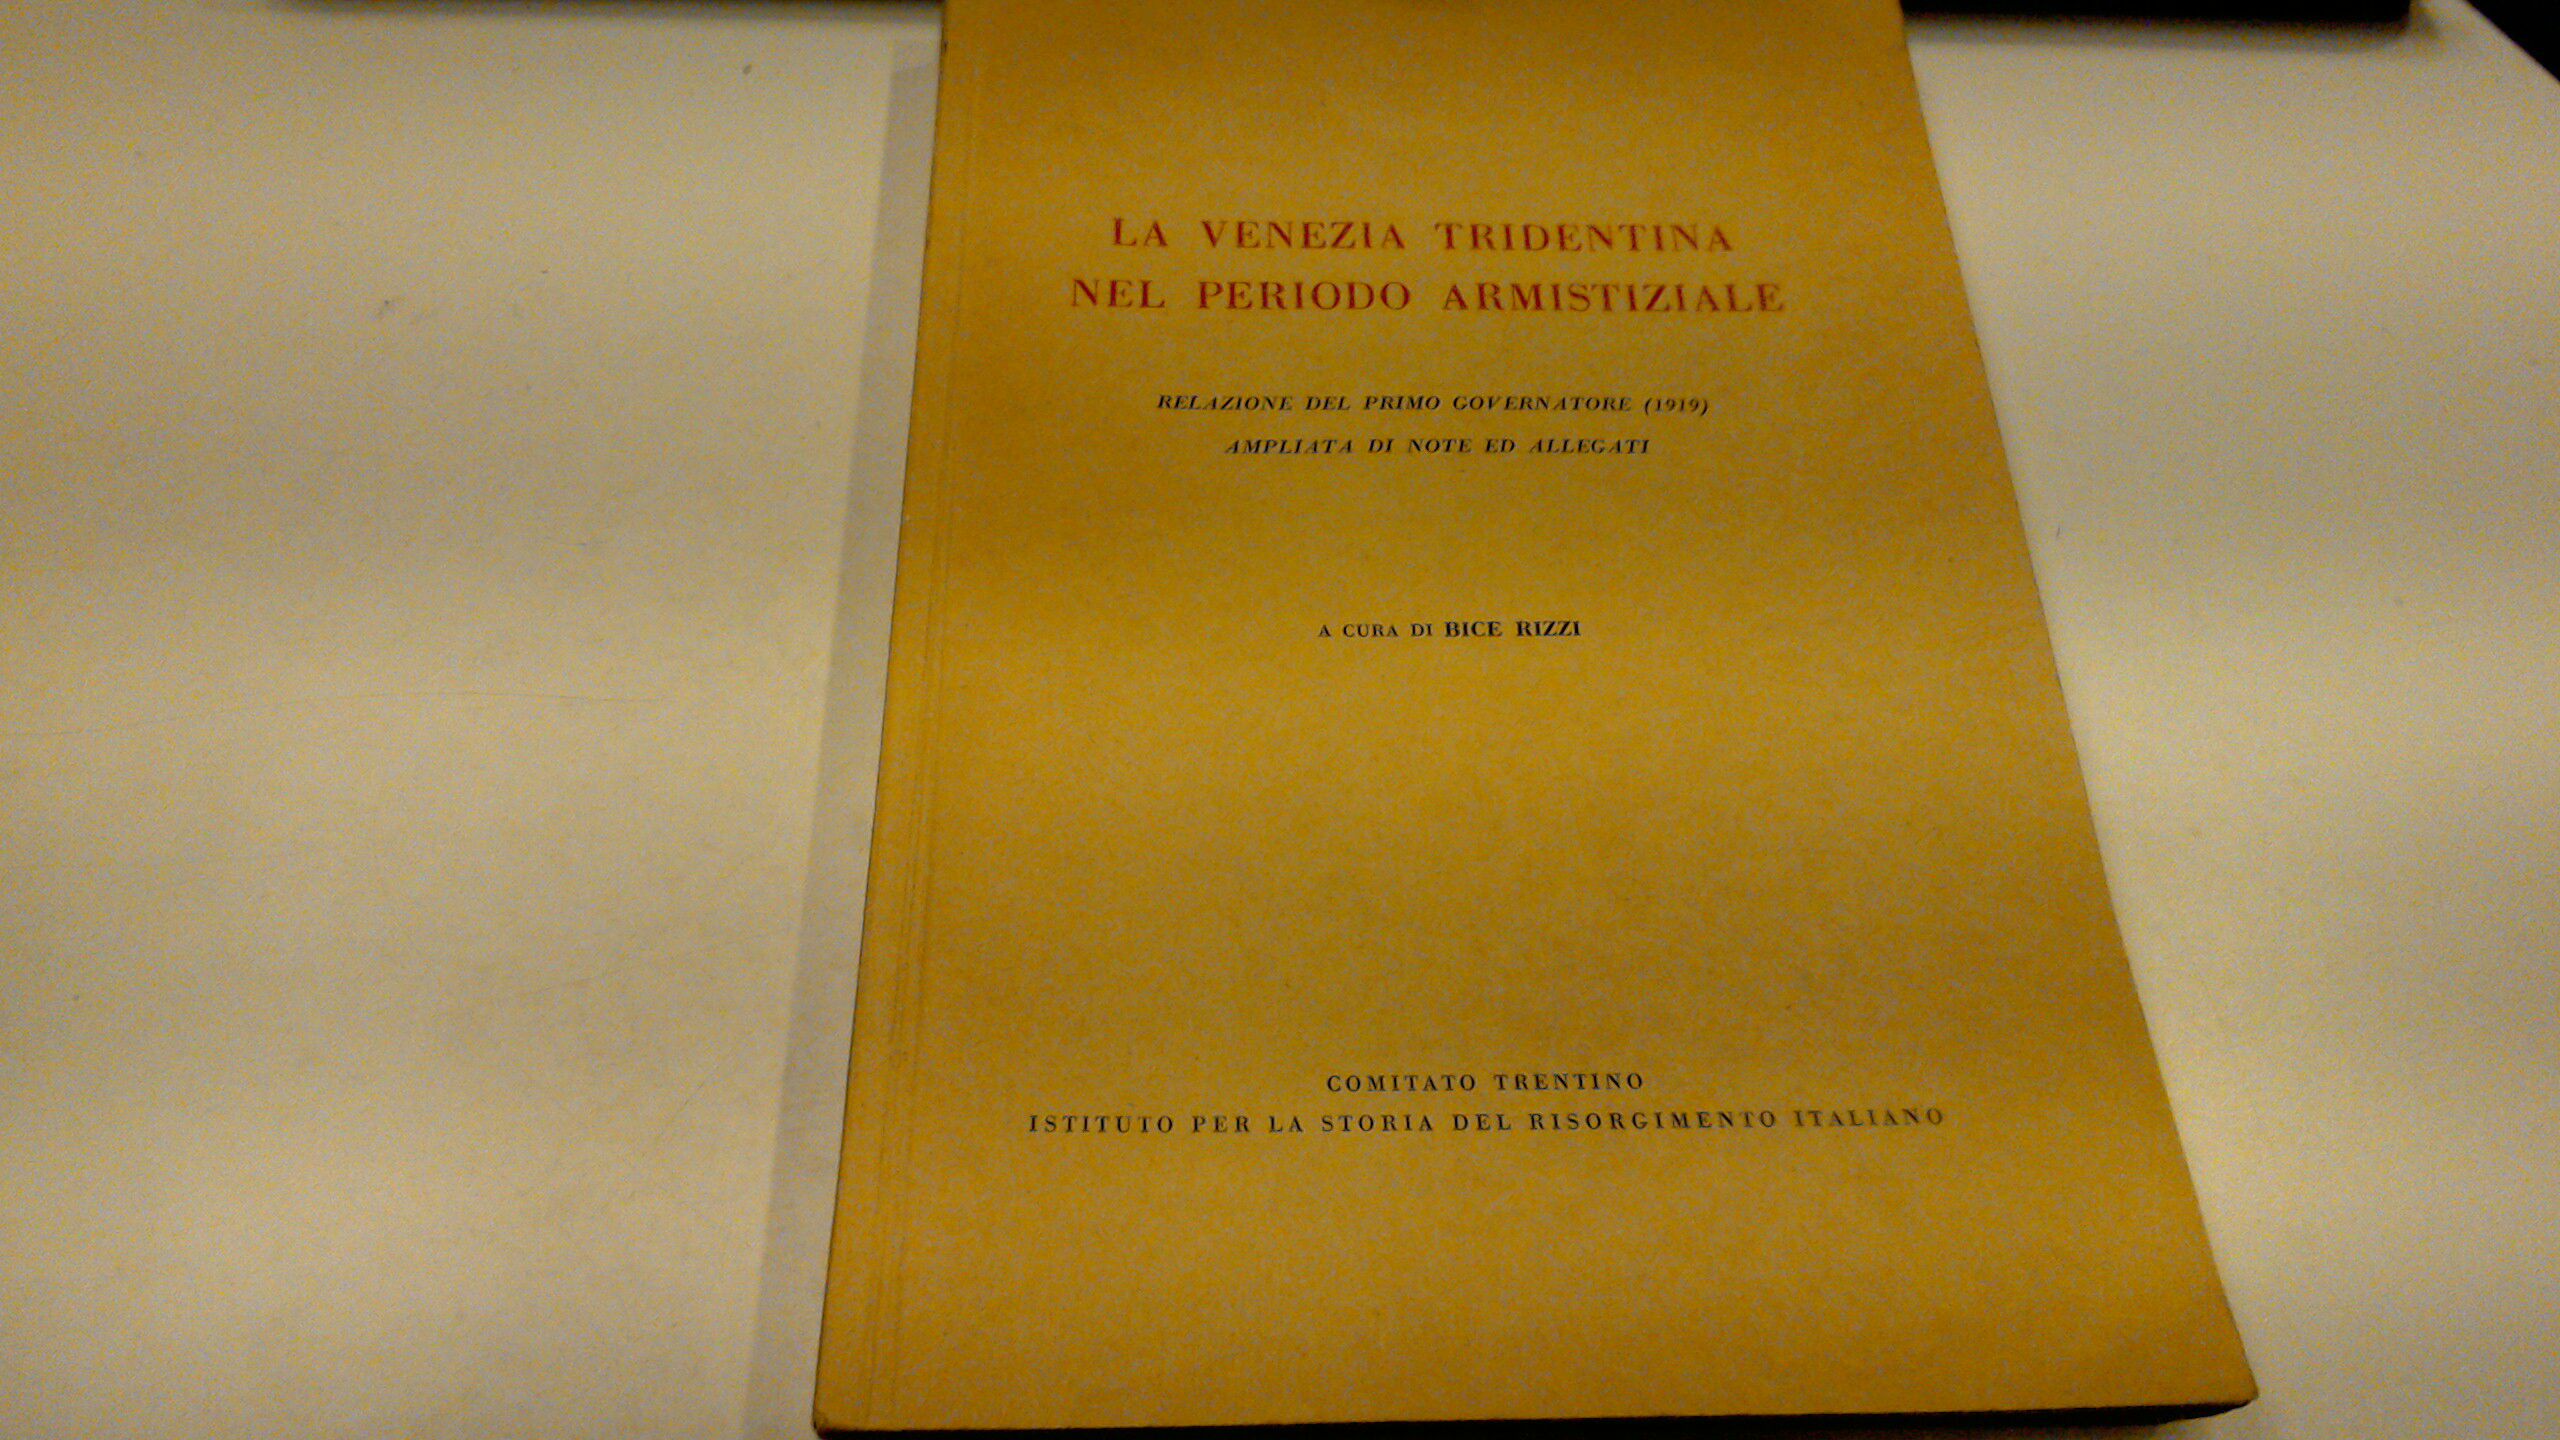 LA VENEZIA TRIDENTINA
NEL PERIODO ARMISTIZIALE
RELAZIONE DEL PRIMO GOVERNATORE (1919)
AMPLIATA DI NOTE ED ALLEGATI
A CURA DI BICE RIZZI
COMITATO TRENTINO
ISTITUTO PER LA STORIA DEL RISORGIMENTO ITALIANO